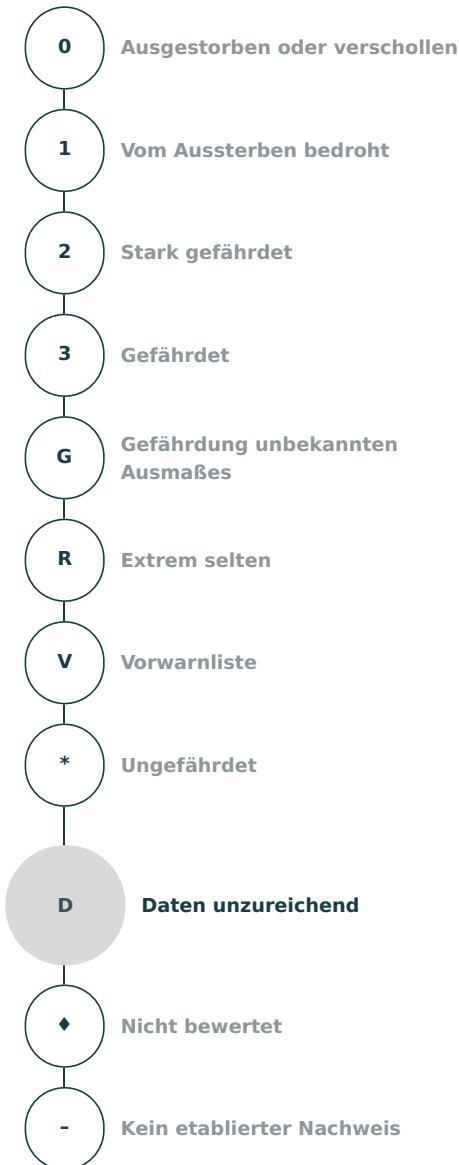 0 Ausgestorben oder verschollen
1 Vom Aussterben bedroht
2 Stark gefährdet
3 Gefährdet
G Gefährdung unbekannten
Ausmaßes
R Extrem selten
V Vorwarnliste
* Ungefährdet
D Daten unzureichend
♦ Nicht bewertet
– Kein etablierter Nachweis